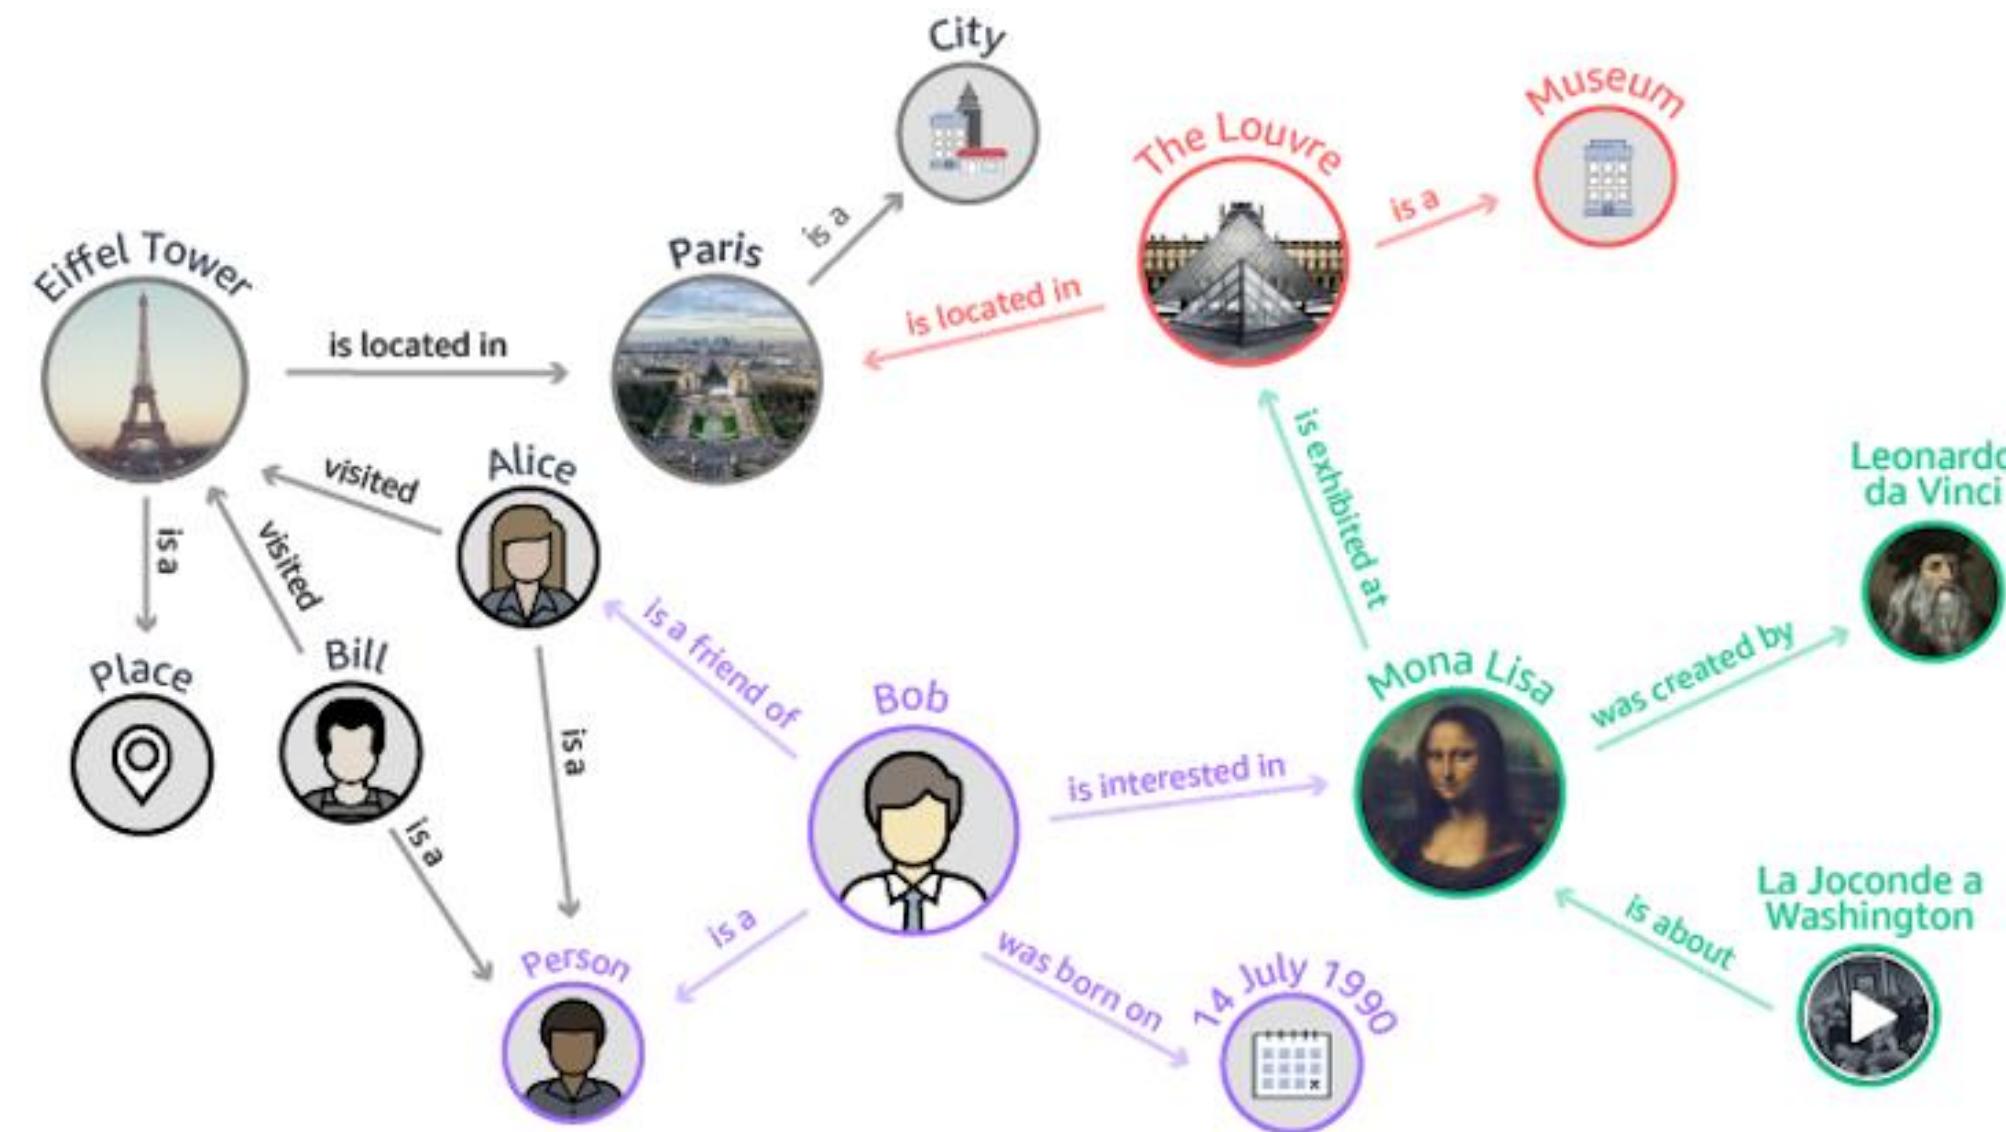 City
Museum
The Louvre
is a
is a
Paris
Eiffel Tower
is located in
is located in
Alice
visited
is exhibited at
Leonardo
da Vinci
is a
visited
is a friend of
Place
Bill
Mona Lisa
was created by
Bob
is a
is interested in
is a
La Joconde a
Washington
is about
is a
Person
was born on
14 July 1990